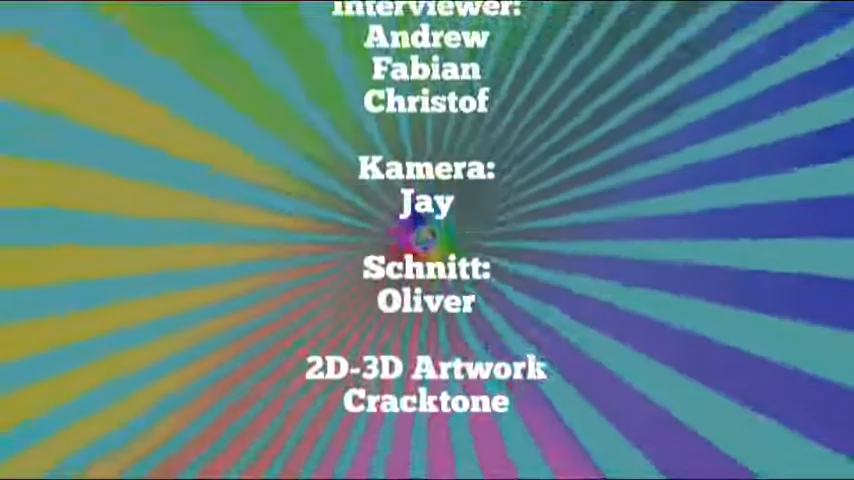 Interviewer:
Andrew
Fabian
Christof
Kamera:
Jay
Schnitt:
Oliver
2D-3D Artwork
Cracktone